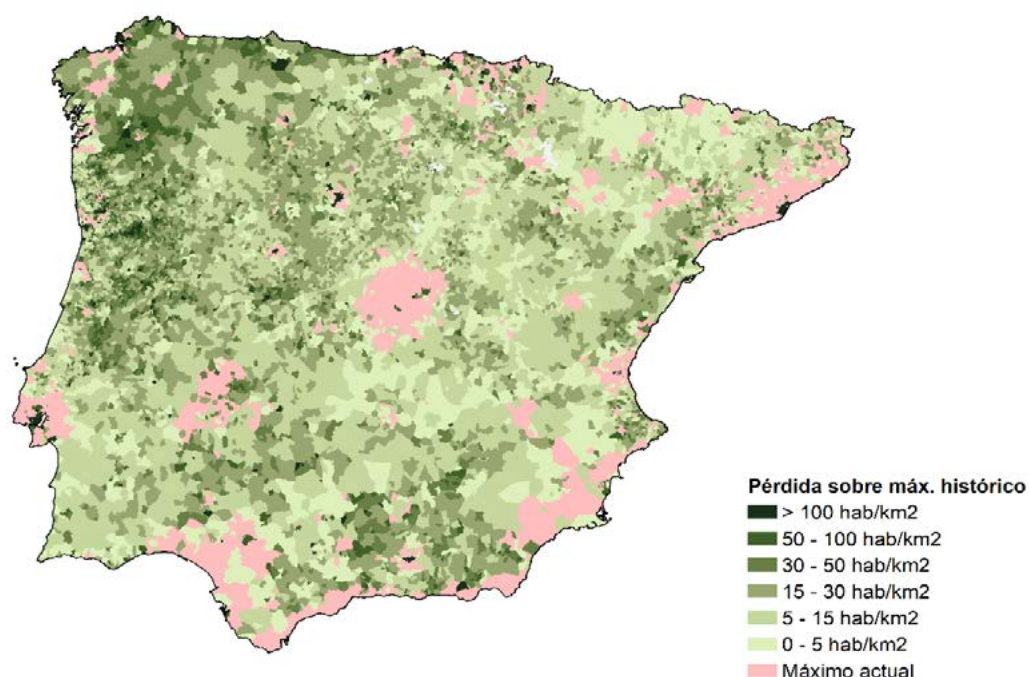 Pérdida sobre máx. histórico
> 100 hab/km2
50 - 100 hab/km2
30 - 50 hab/km2
15 - 30 hab/km2
5 - 15 hab/km2
0 - 5 hab/km2
Máximo actual